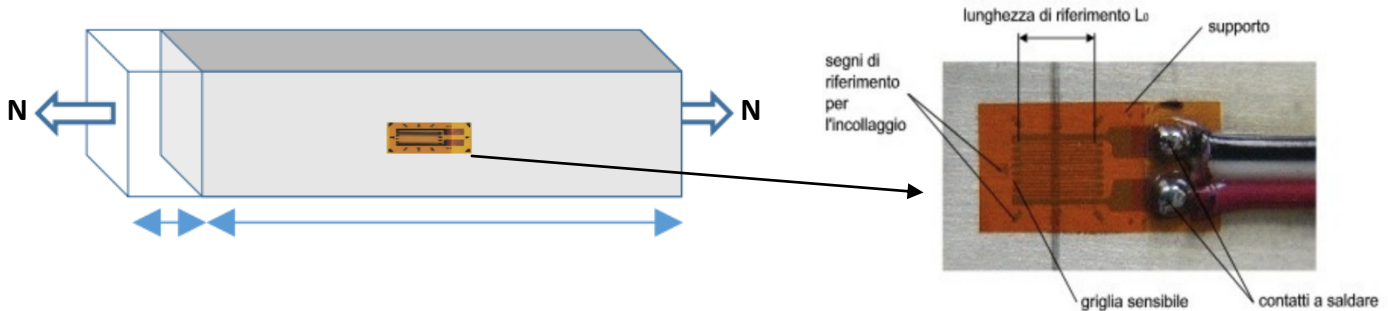 N
N
lunghezza di riferimento L₀
supporto
segni di
riferimento
per
l'incollaggio
griglia sensibile
contatti a saldare